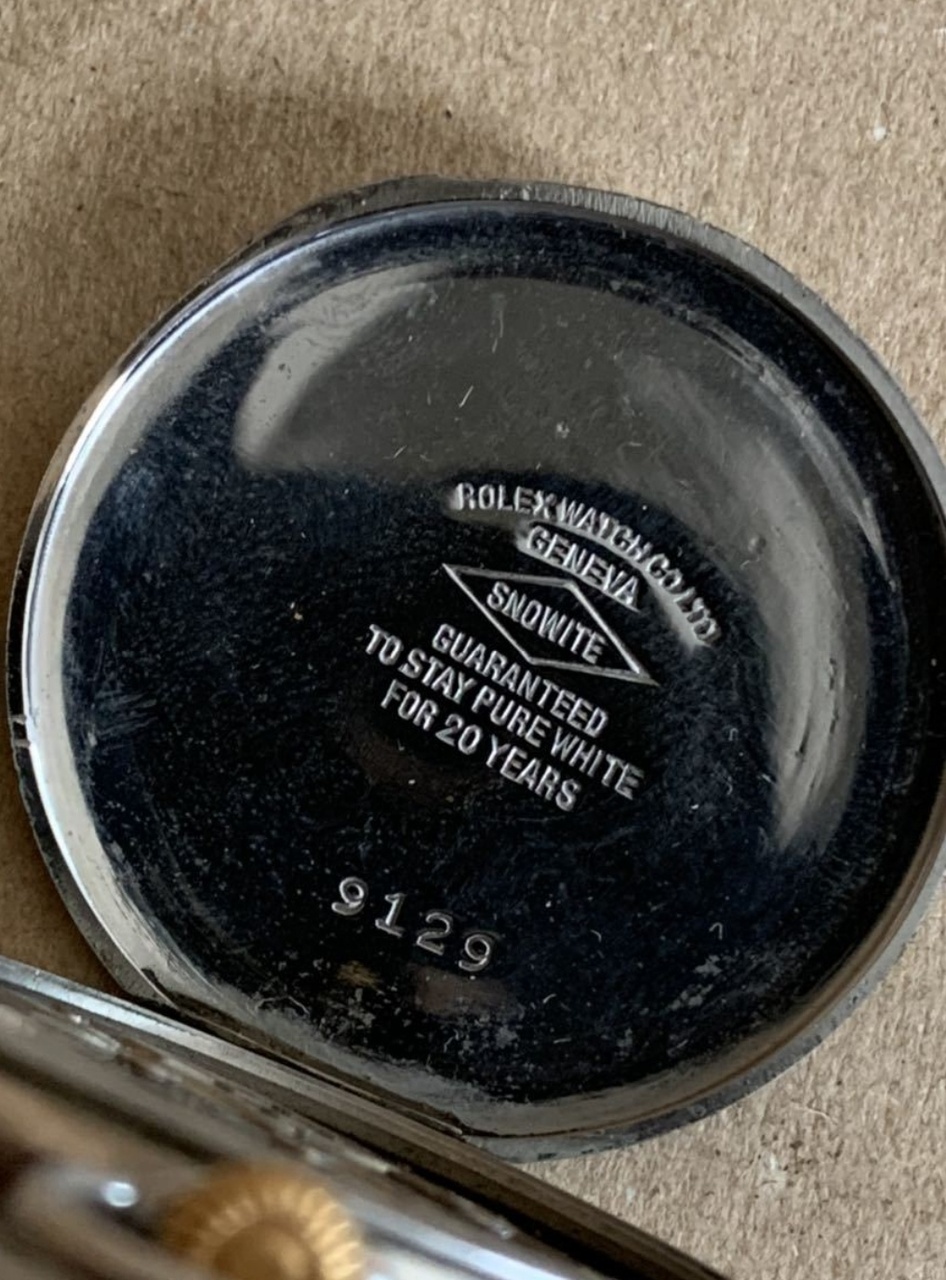 ROLEX WATCH CO LTD
GENEVA
SNOWITE
GUARANTEED
TO STAY PURE WHITE
FOR 20 YEARS
9129